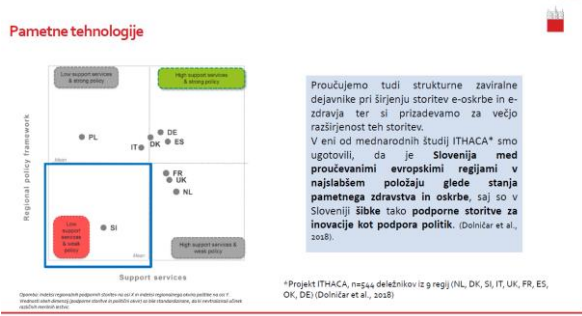 Pametne tehnologije
Low support services
& strong policy
High support services
& strong policy
PL
IT
DK
DE
ES
FR
UK
NL
SI
Low
support
services
& weak
policy
High support services &
weak policy
Regional policy framework
Support services
Proučujemo tudi strukturne zaviralne
dejavnike pri širjenju storitev e-oskrbe in e-
zdravja ter si prizadevamo za večjo
razširjenost teh storitev.
V eni od mednarodnih študij ITHACA* smo
ugotovili, da je Slovenija med
proučevanimi evropskimi regijami v
najslabšem položaju glede stanja
pametnega zdravstva in oskrbe, saj so v
Sloveniji šibke tako podporne storitve za
inovacije kot podpora politik. (Dolničar et al.,
2018).
*Projekt ITHACA, n=544 deležnikov iz 9 regij (NL, DK, SI, IT, UK, FR, ES,
OK, DE) (Dolničar et al., 2018)